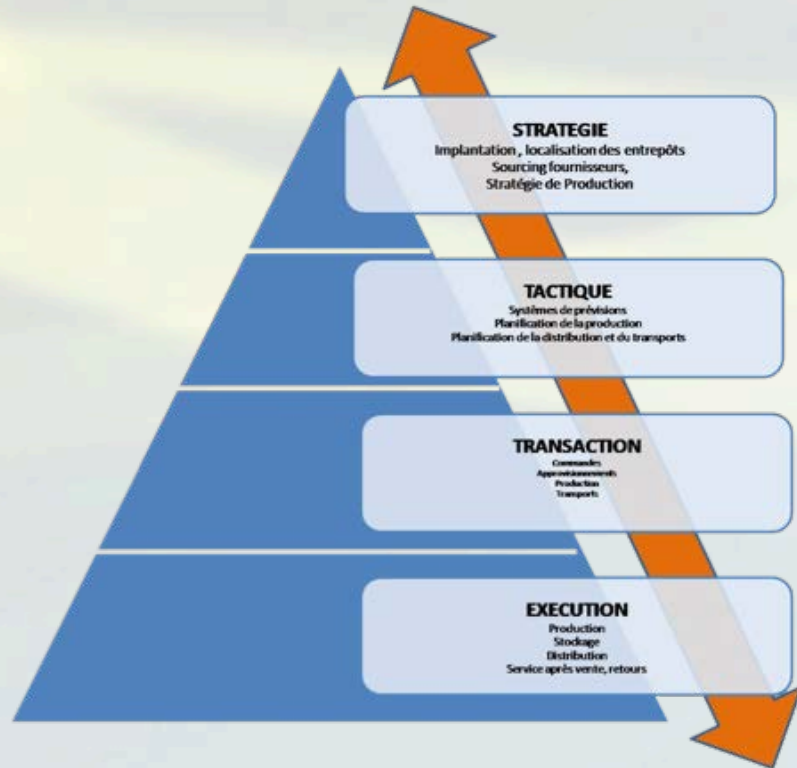 STRATEGIE
Implantation , localisation des entrepôts
Sourcing fournisseurs,
Stratégie de Production
TACTIQUE
Systèmes de prévisions
Planification de la production
Planification de la distribution et du transports
TRANSACTION
Commandes
Approvisionnements
Production
Transports
EXECUTION
Production
Stockage
Distribution
Service après vente, retours